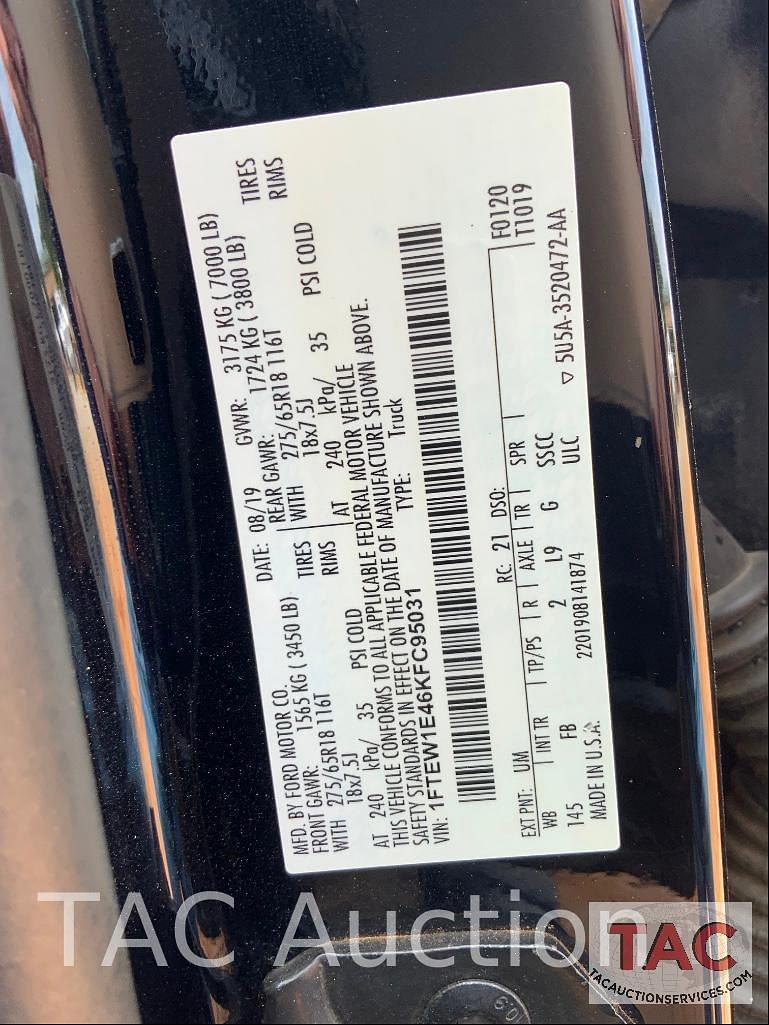 MFD. BY FORD MOTOR CO.
DATE: 08/19 GVWR: 3175 KG ( 7000 LB)
FRONT GAWR: 1565 KG ( 3450 LB) REAR GAWR: 1724 KG ( 3800 LB)
WITH 275/65R18 116T TIRES WITH 275/65R18 116T TIRES
18x7.5J RIMS 18x7.5J RIMS
AT 240 kPa/ 35 PSI COLD AT 240 kPa/ 35 PSI COLD
THIS VEHICLE CONFORMS TO ALL APPLICABLE FEDERAL MOTOR VEHICLE
SAFETY STANDARDS IN EFFECT ON THE DATE OF MANUFACTURE SHOWN ABOVE.
VIN: 1FTEW1E46KFC95031 TYPE: Truck
EXT PNT: UM RC: 21 DSO: F0120
WB INT TR TP/PS R AXLE TR SPR T1019
145 FB 2 L9 G SSCC
MADE IN U.S.A. 2201908141874 ULC ▽ 5U5A-3520472-AA
TAC Auction
TAC
TACAUCTIONSERVICES.COM